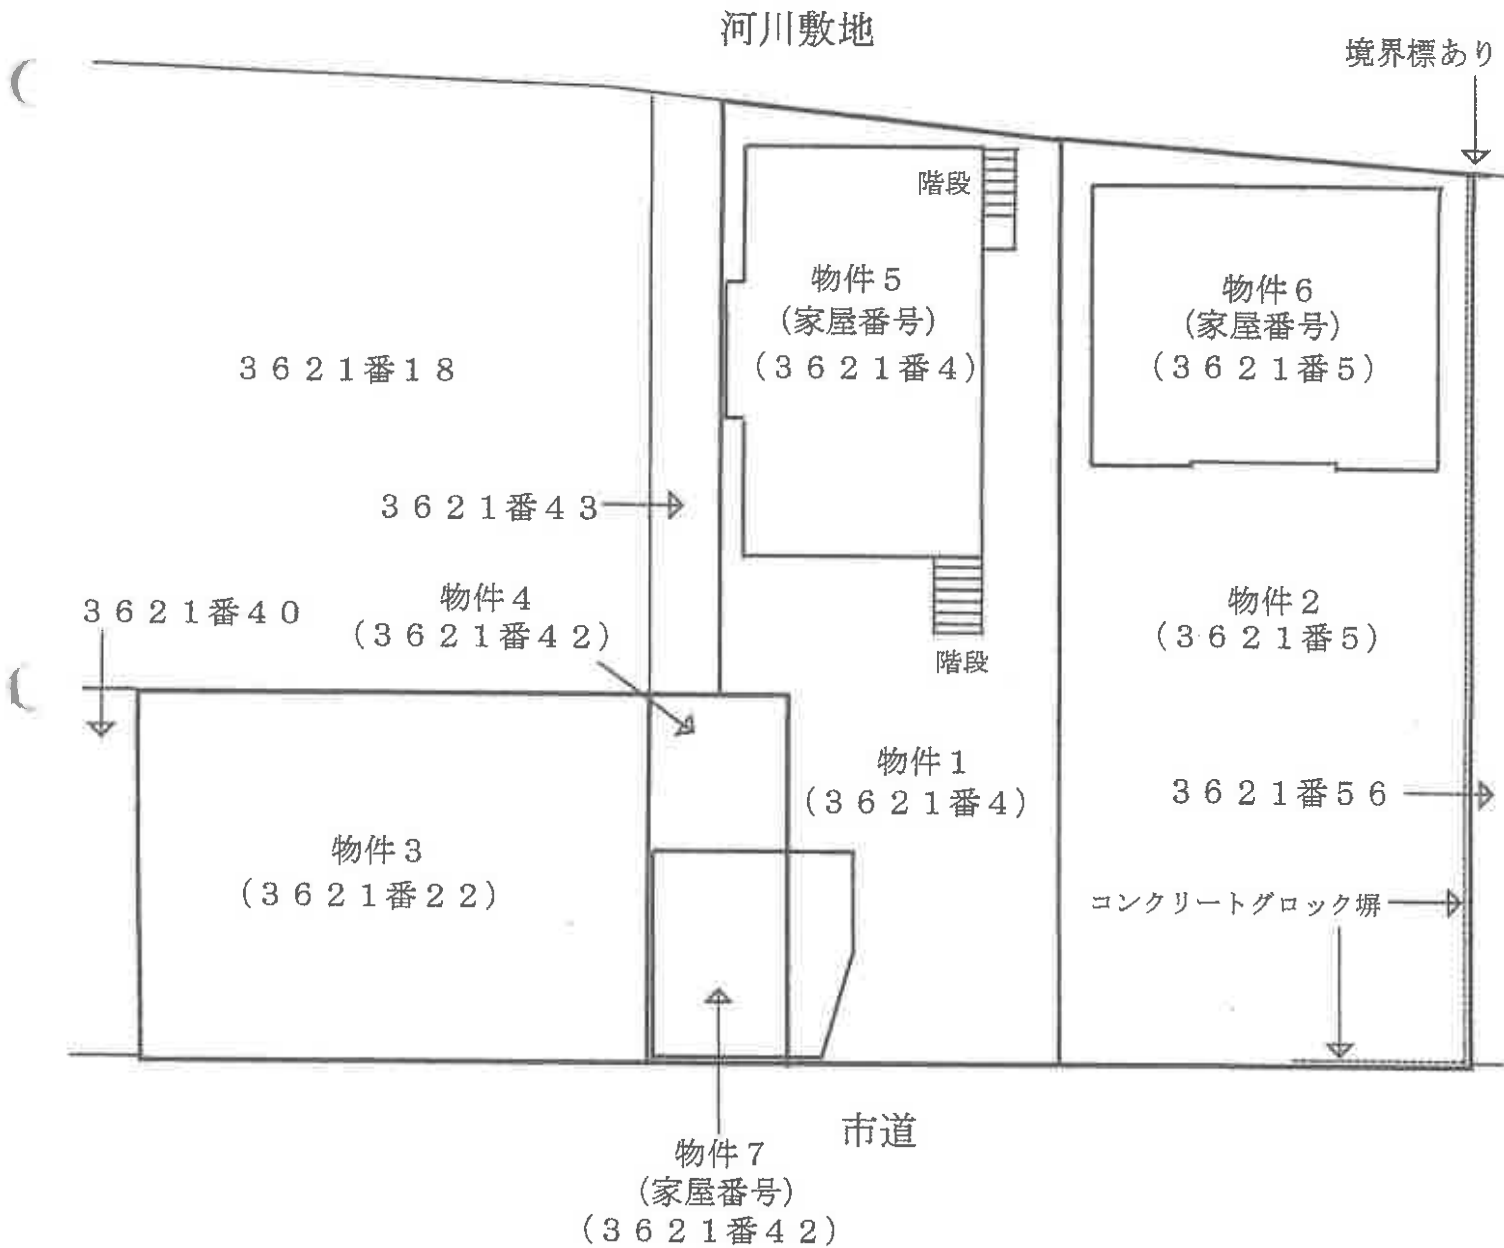 河川敷地
境界標あり
階段
物件5
(家屋番号)
(3621番4)
物件6
(家屋番号)
(3621番5)
3621番18
3621番43
物件4
(3621番42)
3621番40
階段
物件2
(3621番5)
物件1
(3621番4)
3621番56
物件3
(3621番22)
コンクリートグロック塀
市道
物件7
(家屋番号)
(3621番42)